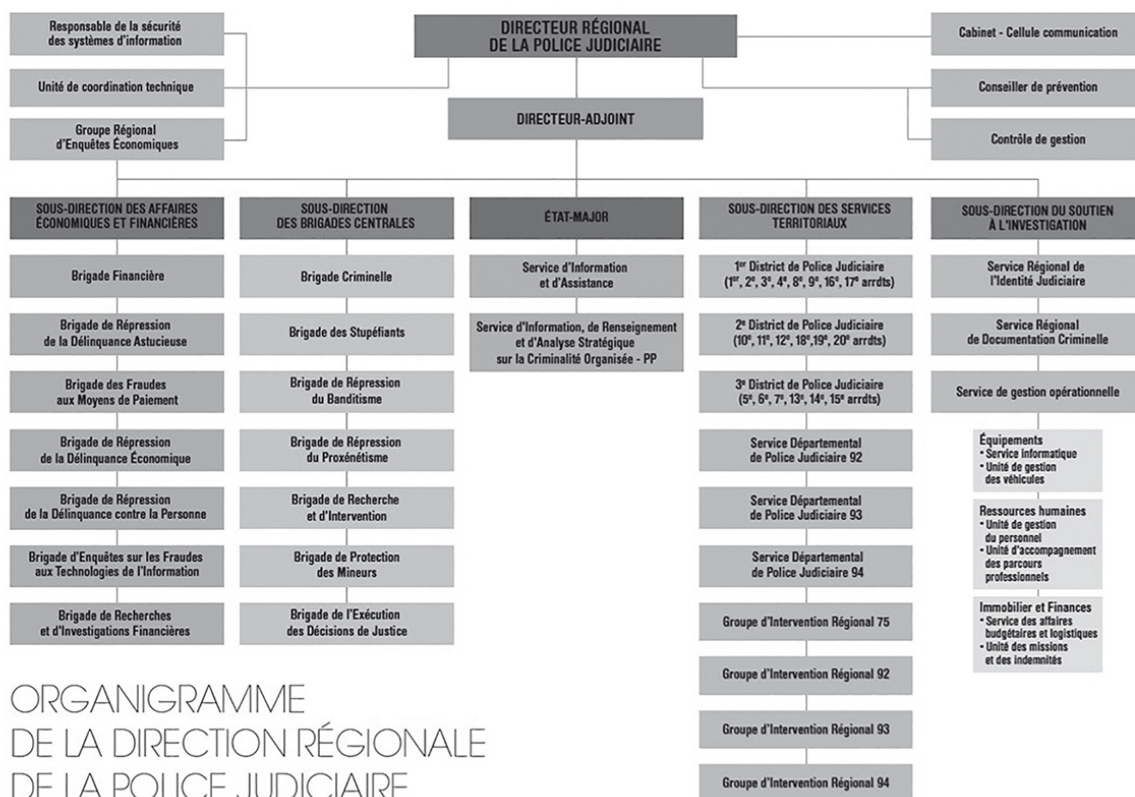 Responsable de la sécurité
des systèmes d'information
Unité de coordination technique
Groupe Régional
d'Enquêtes Économiques
DIRECTEUR RÉGIONAL
DE LA POLICE JUDICIAIRE
DIRECTEUR-ADJOINT
Cabinet - Cellule communication
Conseiller de prévention
Contrôle de gestion
SOUS-DIRECTION DES AFFAIRES
ÉCONOMIQUES ET FINANCIÈRES
Brigade Financière
Brigade de Répression
de la Délinquance Astucieuse
Brigade des Fraudes
aux Moyens de Paiement
Brigade de Répression
de la Délinquance Économique
Brigade de Répression
de la Délinquance contre la Personne
Brigade d'Enquêtes sur les Fraudes
aux Technologies de l'Information
Brigade de Recherches
et d'Investigations Financières
SOUS-DIRECTION
DES BRIGADES CENTRALES
Brigade Criminelle
Brigade des Stupéfiants
Brigade de Répression
du Banditisme
Brigade de Répression
du Proxénétisme
Brigade de Recherche
et d'Intervention
Brigade de Protection
des Mineurs
Brigade de l'Exécution
des Décisions de Justice
ÉTAT-MAJOR
Service d'Information
et d'Assistance
Service d'Information, de Renseignement
et d'Analyse Stratégique
sur la Criminalité Organisée - PP
SOUS-DIRECTION DES SERVICES
TERRITORIAUX
1er District de Police Judiciaire
(1er, 2e, 3e, 4e, 8e, 9e, 16e, 17e arrdts)
2e District de Police Judiciaire
(10e, 11e, 12e, 18e,19e, 20e arrdts)
3e District de Police Judiciaire
(5e, 6e, 7e, 13e, 14e, 15e arrdts)
Service Départemental
de Police Judiciaire 92
Service Départemental
de Police Judiciaire 93
Service Départemental
de Police Judiciaire 94
Groupe d'Intervention Régional 75
Groupe d'Intervention Régional 92
Groupe d'Intervention Régional 93
Groupe d'Intervention Régional 94
SOUS-DIRECTION DU SOUTIEN
À L'INVESTIGATION
Service Régional de
l'Identité Judiciaire
Service Régional
de Documentation Criminelle
Service de gestion opérationnelle
Équipements
• Service informatique
• Unité de gestion
des véhicules
Ressources humaines
• Unité de gestion
du personnel
• Unité d'accompagnement
des parcours
professionnels
Immobilier et Finances
• Service des affaires
budgétaires et logistiques
• Unité des missions
et des indemnités
ORGANIGRAMME
DE LA DIRECTION RÉGIONALE
DE LA POLICE JUDICIAIRE